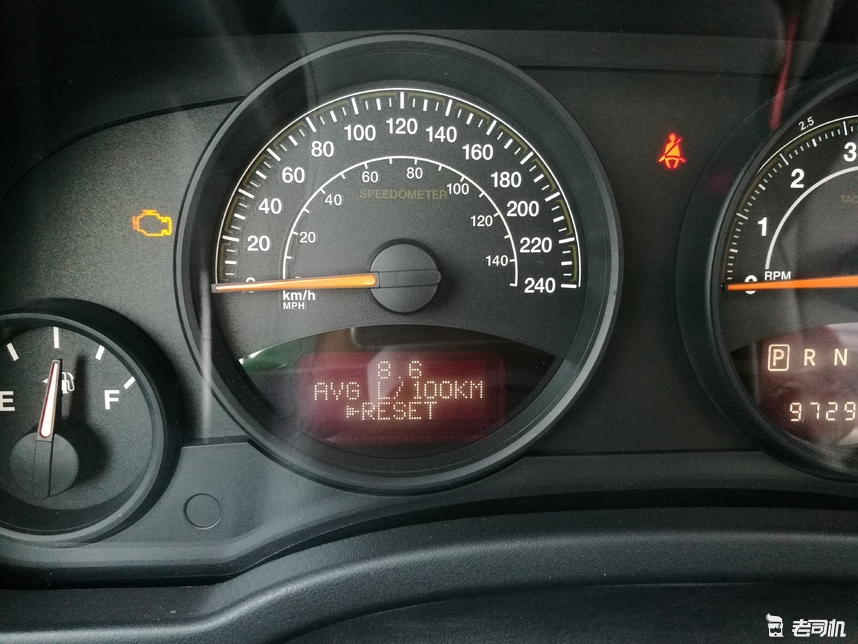 20
40
60
80
100
120
140
160
180
200
220
240
20
40
60
80
100
120
140
SPEEDOMETER
km/h
MPH
8.6
AVG L/100KM
RESET
E
F
0
1
2
2.5
3
RPM
P R N
9729
老司机